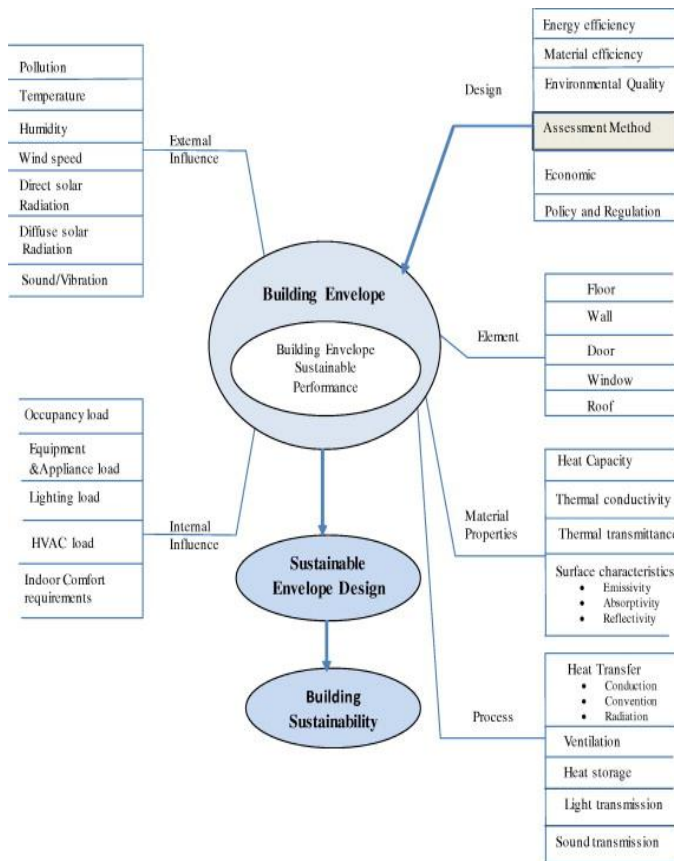 Pollution
Temperature
Humidity
Wind speed
Direct solar
Radiation
Diffuse solar
Radiation
Sound/Vibration
External
Influence
Energy efficiency
Material efficiency
Environmental Quality
Assessment Method
Economic
Policy and Regulation
Design
Building Envelope
Building Envelope
Sustainable
Performance
Element
Floor
Wall
Door
Window
Roof
Occupancy load
Equipment
&Appliance load
Lighting load
HVAC load
Indoor Comfort
requirements
Internal
Influence
Sustainable
Envelope Design
Building
Sustainability
Material
Properties
Heat Capacity
Thermal conductivity
Thermal transmittance
Surface characteristics
• Emissivity
• Absorptivity
• Reflectivity
Process
Heat Transfer
• Conduction
• Convention
• Radiation
Ventilation
Heat storage
Light transmission
Sound transmission